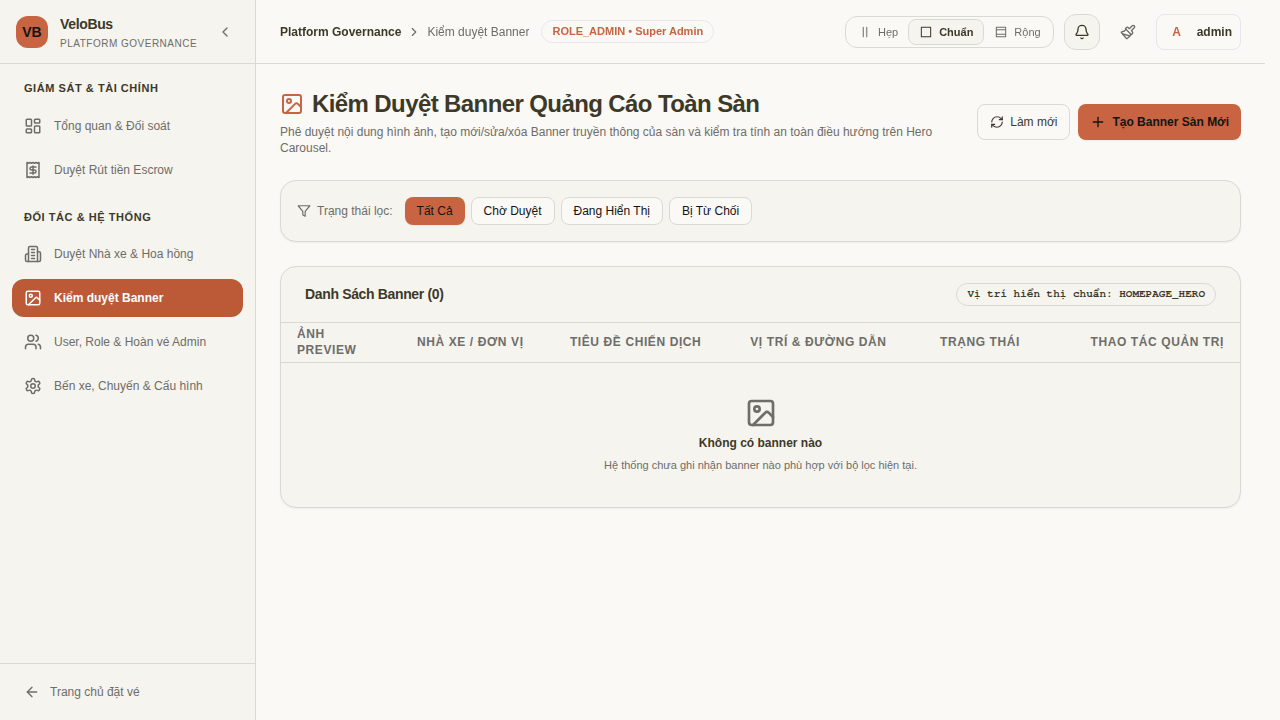 VB
VeloBus
PLATFORM GOVERNANCE
GIÁM SÁT & TÀI CHÍNH
Tổng quan & Đối soát
Duyệt Rút tiền Escrow
ĐỐI TÁC & HỆ THỐNG
Duyệt Nhà xe & Hoa hồng
Kiểm duyệt Banner
User, Role & Hoàn vé Admin
Bến xe, Chuyến & Cấu hình
Trang chủ đặt vé
Platform Governance
Kiểm duyệt Banner
ROLE_ADMIN • Super Admin
Hẹp
Chuẩn
Rộng
A
admin
Kiểm Duyệt Banner Quảng Cáo Toàn Sàn
Phê duyệt nội dung hình ảnh, tạo mới/sửa/xóa Banner truyền thông của sàn và kiểm tra tính an toàn điều hướng trên Hero
Carousel.
Làm mới
Tạo Banner Sàn Mới
Trạng thái lọc:
Tất Cả
Chờ Duyệt
Đang Hiển Thị
Bị Từ Chối
Danh Sách Banner (0)
Vị trí hiển thị chuẩn: HOMEPAGE_HERO
ẢNH
PREVIEW
NHÀ XE / ĐƠN VỊ
TIÊU ĐỀ CHIẾN DỊCH
VỊ TRÍ & ĐƯỜNG DẪN
TRẠNG THÁI
THAO TÁC QUẢN TRỊ
Không có banner nào
Hệ thống chưa ghi nhận banner nào phù hợp với bộ lọc hiện tại.